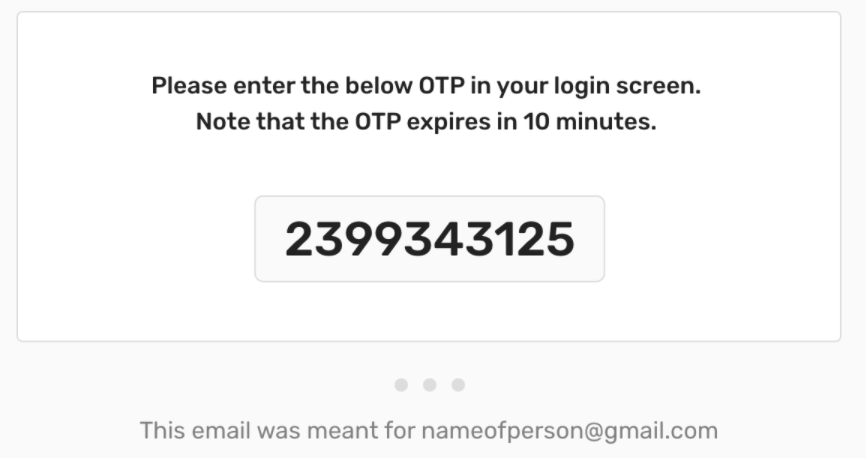 Please enter the below OTP in your login screen.
Note that the OTP expires in 10 minutes.
2399343125
This email was meant for nameofperson@gmail.com